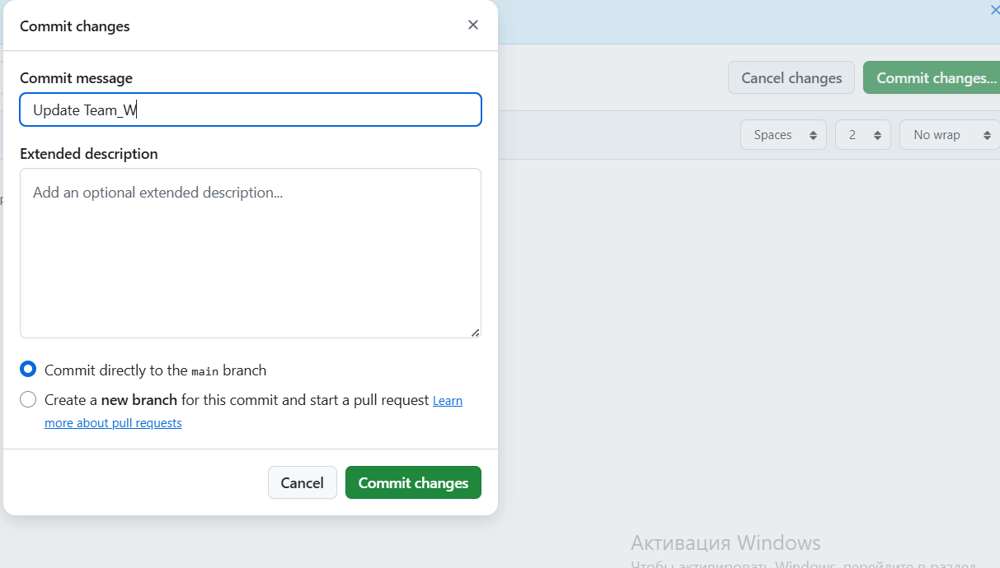 Commit changes
Cancel changes
Commit changes...
Commit message
Update Team_W
Spaces
2
No wrap
Extended description
Add an optional extended description...
Commit directly to the main branch
Create a new branch for this commit and start a pull request Learn
more about pull requests
Cancel
Commit changes
Активация Windows
Чтобы активировать Windows, перейдите в раздел